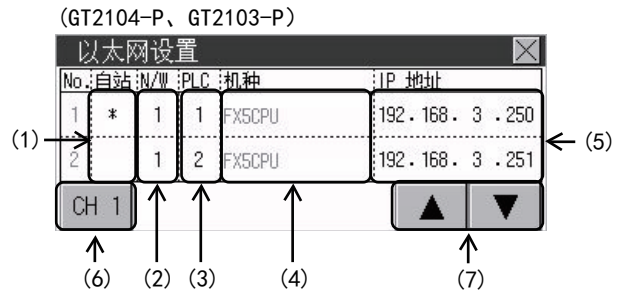 (GT2104-P、GT2103-P)
以太网设置
No. 自站 N/W PLC 机种 IP 地址
1 * 1 1 FX5CPU 192.168. 3 .250
2 1 2 FX5CPU 192.168. 3 .251
(1) (5)
CH 1 ▲ ▼
(6) (2) (3) (4) (7)